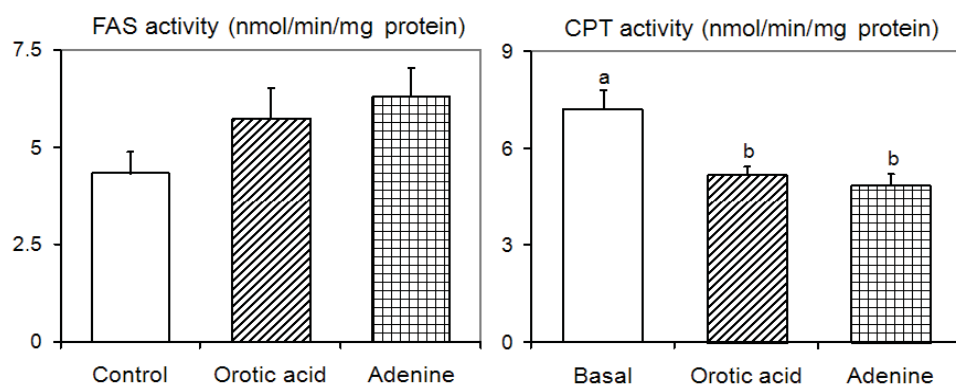 FAS activity (nmol/min/mg protein)
7.5
5
2.5
0
Control Orotic acid Adenine
CPT activity (nmol/min/mg protein)
9
6
3
0
a
b
b
Basal Orotic acid Adenine